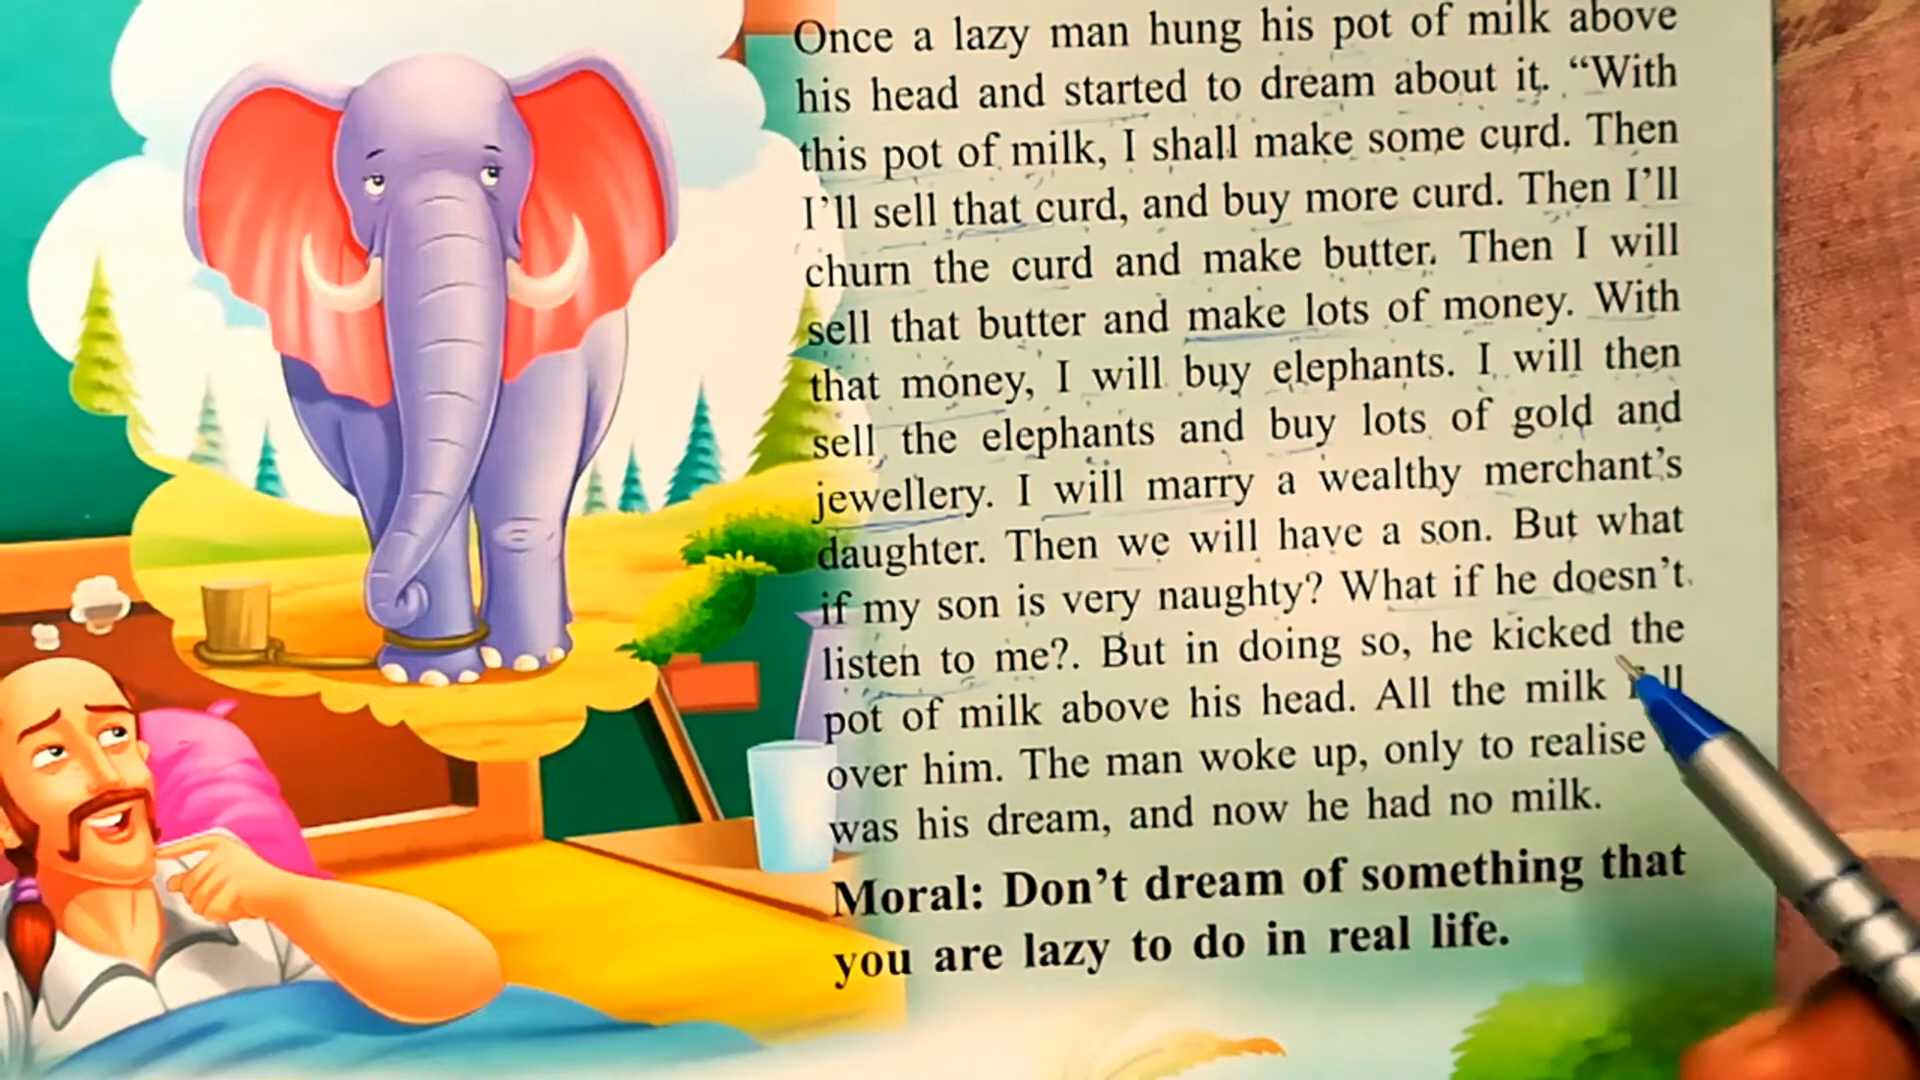 Once a lazy man hung his pot of milk above
his head and started to dream about it. “With
this pot of milk, I shall make some curd. Then
I’ll sell that curd, and buy more curd. Then I’ll
churn the curd and make butter. Then I will
sell that butter and make lots of money. With
that money, I will buy elephants. I will then
sell the elephants and buy lots of gold and
jewellery. I will marry a wealthy merchant’s
daughter. Then we will have a son. But what
if my son is very naughty? What if he doesn’t
listen to me?. But in doing so, he kicked the
pot of milk above his head. All the milk
over him. The man woke up, only to realise
was his dream, and now he had no milk.
Moral: Don’t dream of something that
you are lazy to do in real life.